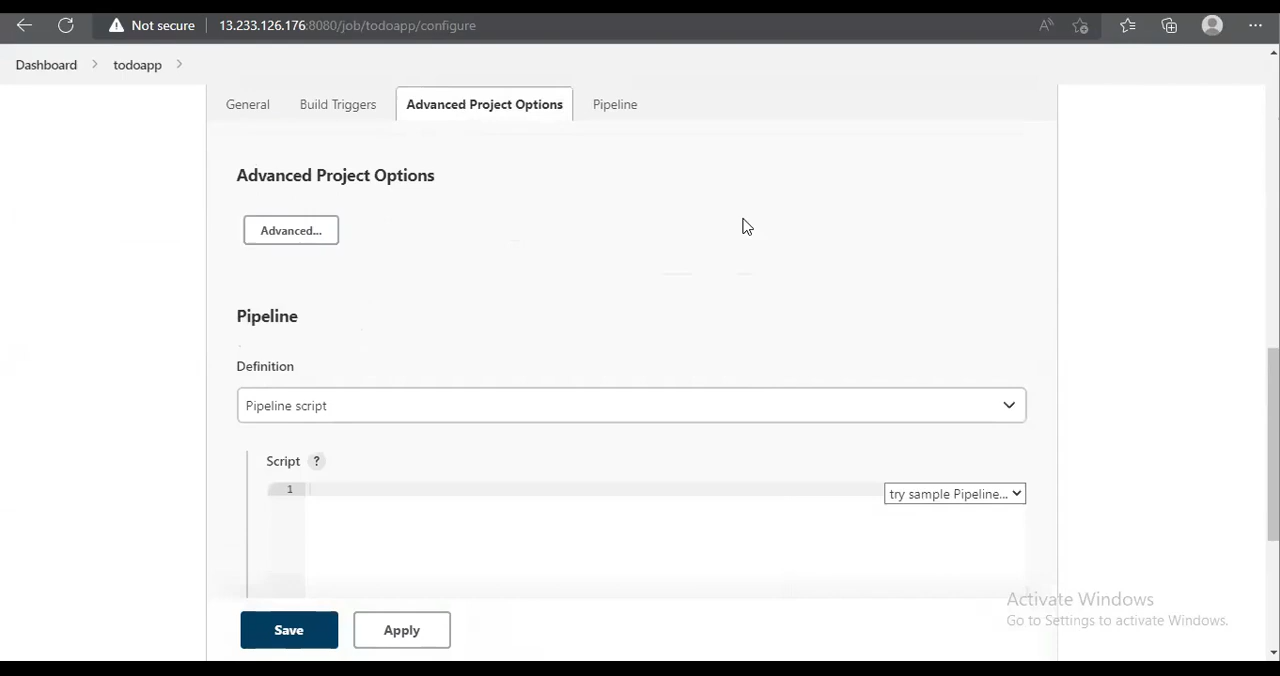 Not secure 13.233.126.176:8080/job/todoapp/configure
Dashboard todoapp
General Build Triggers Advanced Project Options Pipeline
Advanced Project Options
Advanced...
Pipeline
Definition
Pipeline script
Script ?
1
try sample Pipeline...
Activate Windows
Go to Settings to activate Windows.
Save Apply